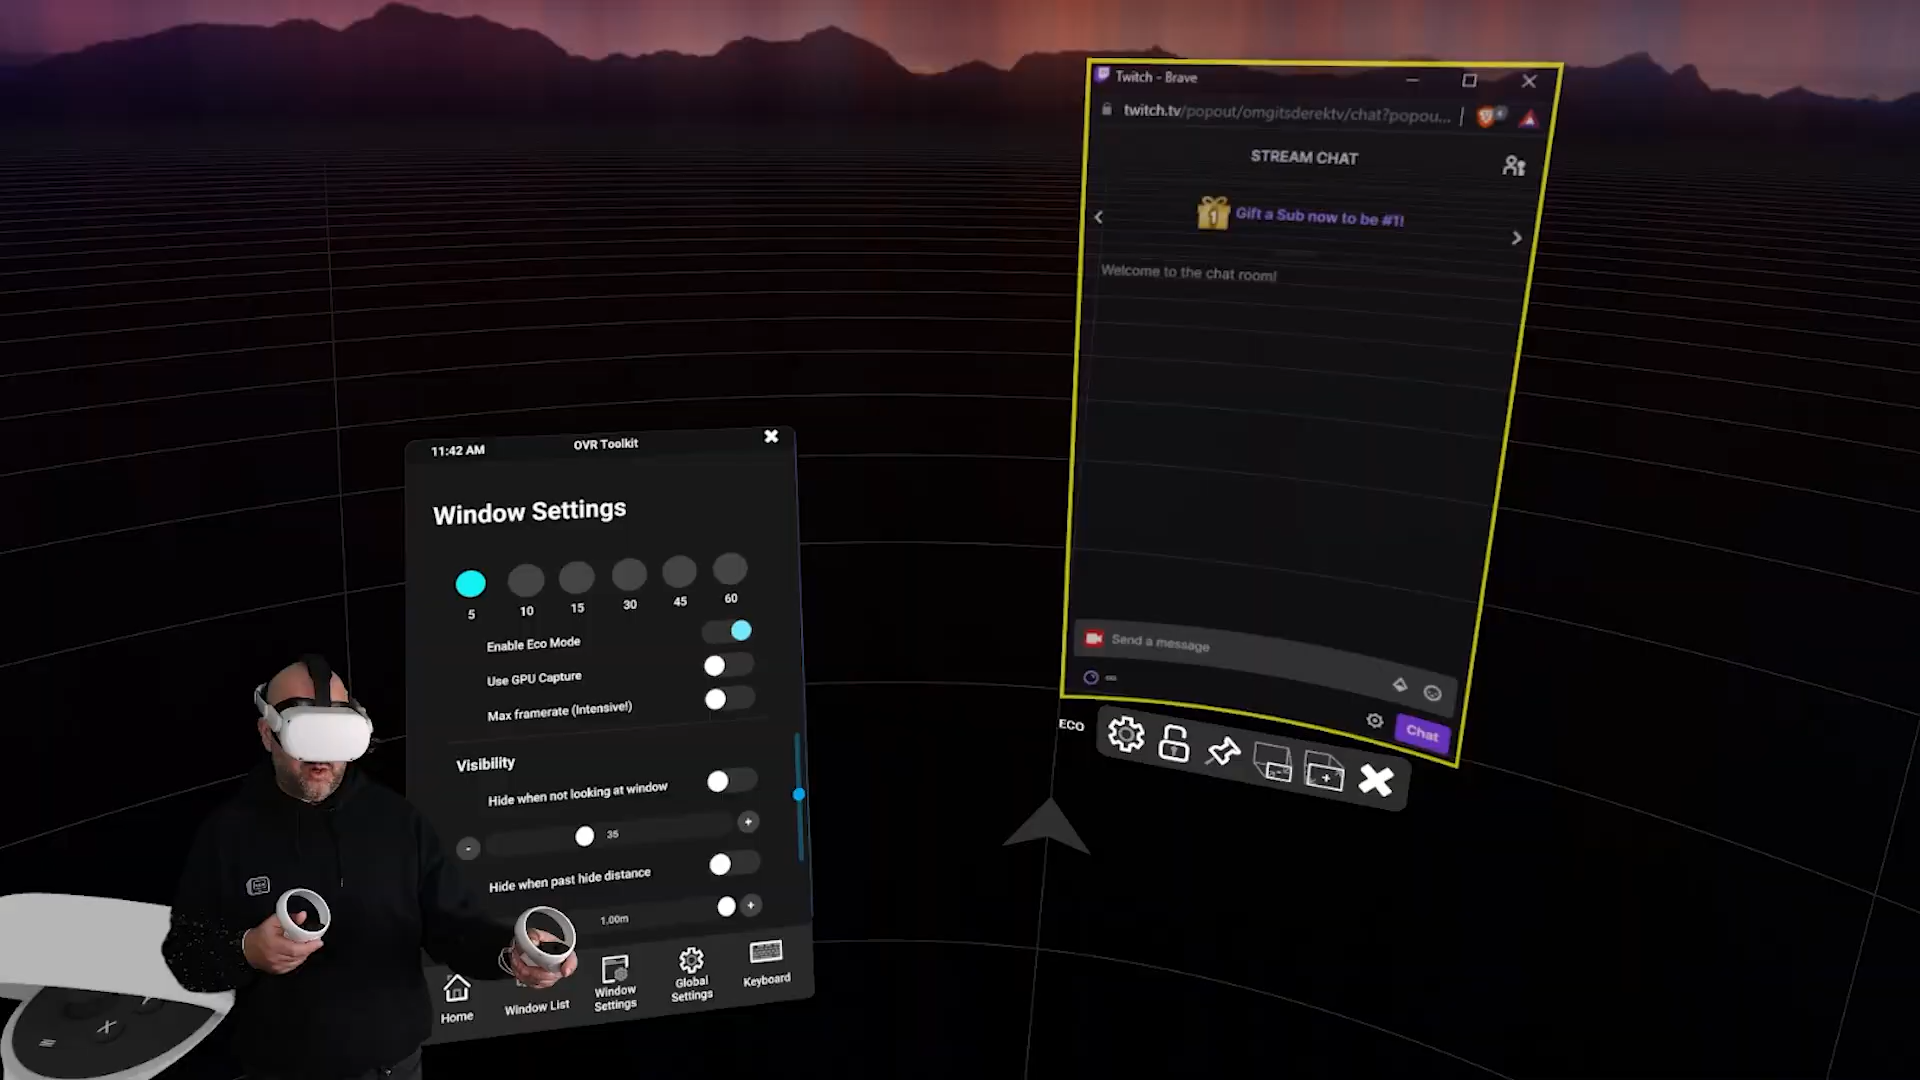 Twitch - Brave
twitch.tv/popout/omgitsderektv/chat?popou...
STREAM CHAT
1
Gift a Sub now to be #1!
Welcome to the chat room!
Send a message
Chat
ECO
11:42 AM
OVR Toolkit
Window Settings
5 10 15 30 45 60
Enable Eco Mode
Use GPU Capture
Max framerate (Intensive!)
Visibility
Hide when not looking at window
- 35 +
Hide when past hide distance
1.00m +
Home
Window List
Window Settings
Global Settings
Keyboard
X